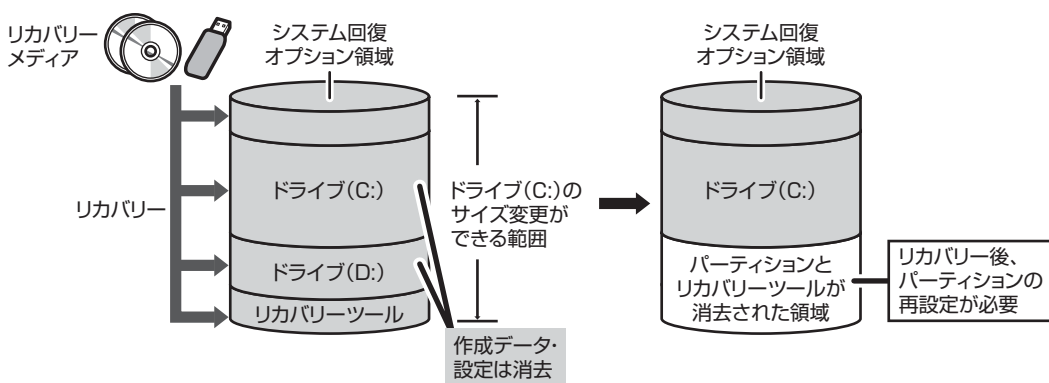 リカバリー
メディア
システム回復
オプション領域
ドライブ(C:)
リカバリー
ドライブ(D:)
リカバリーツール
ドライブ(C:)の
サイズ変更が
できる範囲
作成データ・
設定は消去
システム回復
オプション領域
ドライブ(C:)
パーティションと
リカバリーツールが
消去された領域
リカバリー後、
パーティションの
再設定が必要